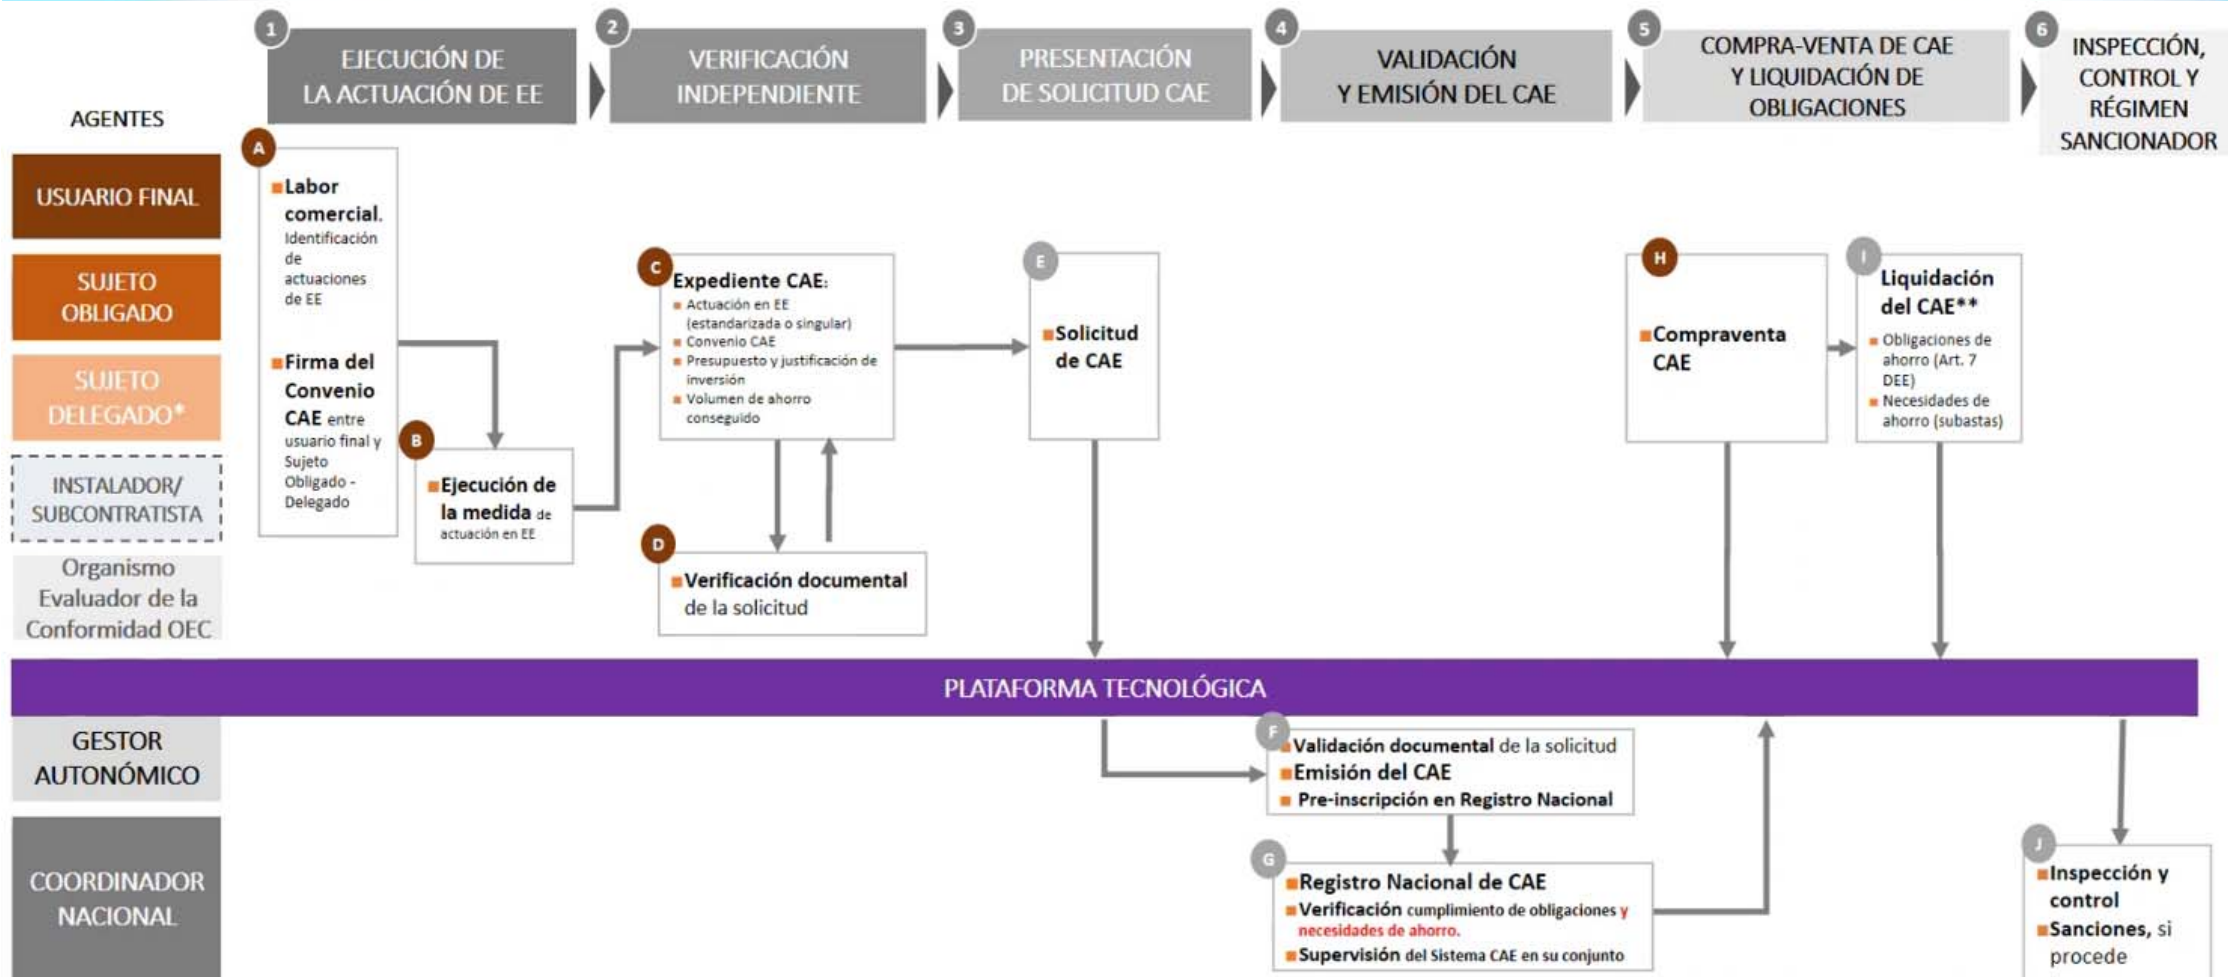 1
EJECUCIÓN DE
LA ACTUACIÓN DE EE
2
VERIFICACIÓN
INDEPENDIENTE
3
PRESENTACIÓN
DE SOLICITUD CAE
4
VALIDACIÓN
Y EMISIÓN DEL CAE
5
COMPRA-VENTA DE CAE
Y LIQUIDACIÓN DE
OBLIGACIONES
6
INSPECCIÓN,
CONTROL Y
RÉGIMEN
SANCIONADOR
AGENTES
USUARIO FINAL
SUJETO
OBLIGADO
SUJETO
DELEGADO*
INSTALADOR/
SUBCONTRATISTA
Organismo
Evaluador de la
Conformidad OEC
A
Labor
comercial.
Identificación
de
actuaciones
de EE
Firma del
Convenio
CAE entre
usuario final y
Sujeto
Obligado -
Delegado
B
Ejecución de
la medida de
actuación en EE
C
Expediente CAE:
Actuación en EE
(estandarizada o singular)
Convenio CAE
Presupuesto y justificación de
inversión
Volumen de ahorro
conseguido
D
Verificación documental
de la solicitud
E
Solicitud
de CAE
H
Compraventa
CAE
I
Liquidación
del CAE**
Obligaciones de
ahorro (Art. 7
DEE)
Necesidades de
ahorro (subastas)
PLATAFORMA TECNOLÓGICA
GESTOR
AUTONÓMICO
COORDINADOR
NACIONAL
F
Validación documental de la solicitud
Emisión del CAE
Pre-inscripción en Registro Nacional
G
Registro Nacional de CAE
Verificación cumplimiento de obligaciones y
necesidades de ahorro.
Supervisión del Sistema CAE en su conjunto
J
Inspección y
control
Sanciones, si
procede